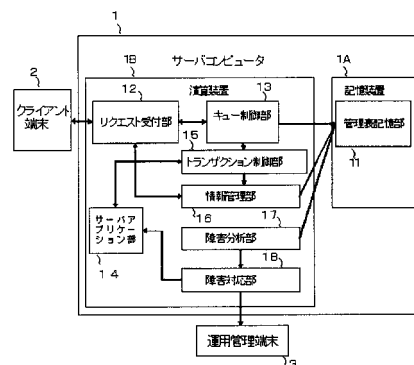 1
サーバコンピュータ
2
クライアント
端末
1B
演算装置
12
リクエスト受付部
13
キュー制御部
1A
記憶装置
管理表記憶部
11
15
トランザクション制御部
情報管理部
16
サーバア
プリケー
ション部
14
17
障害分析部
18
障害対応部
運用管理端末
3